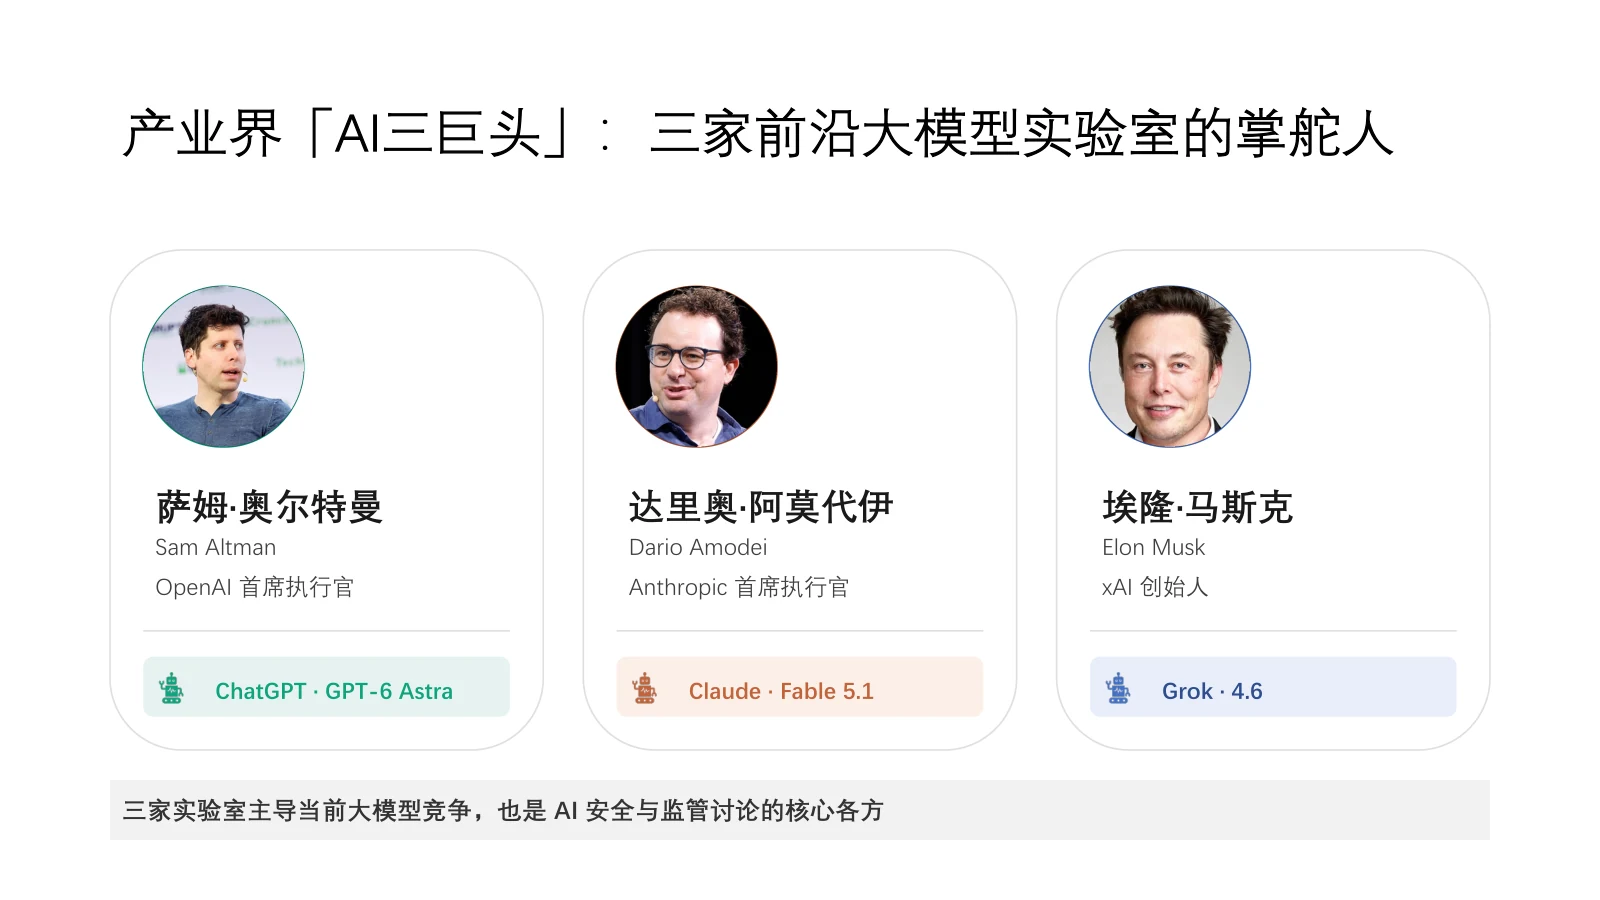 产业界「AI三巨头」：三家前沿大模型实验室的掌舵人
萨姆·奥尔特曼
Sam Altman
OpenAI 首席执行官
ChatGPT · GPT-6 Astra
达里奥·阿莫代伊
Dario Amodei
Anthropic 首席执行官
Claude · Fable 5.1
埃隆·马斯克
Elon Musk
xAI 创始人
Grok · 4.6
三家实验室主导当前大模型竞争，也是 AI 安全与监管讨论的核心各方